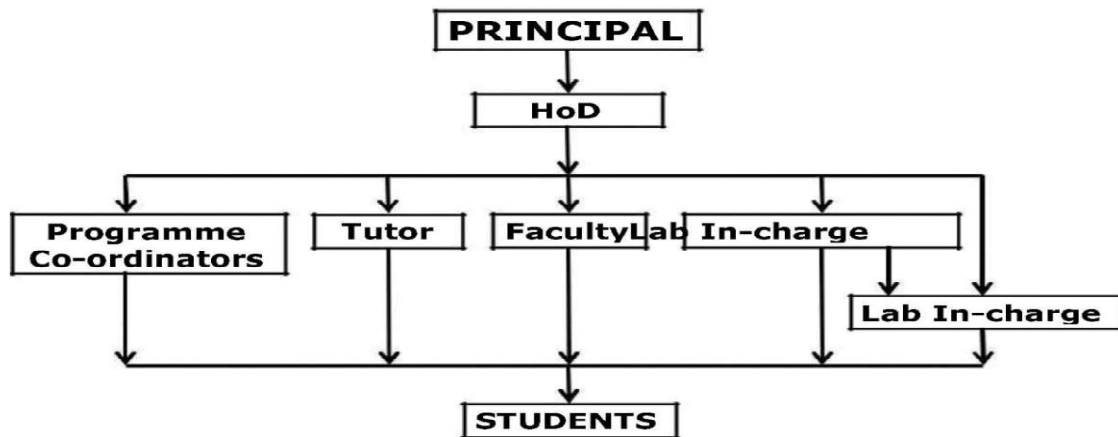 PRINCIPAL
HoD
Programme
Co-ordinators
Tutor
FacultyLab In-charge
Lab In-charge
STUDENTS